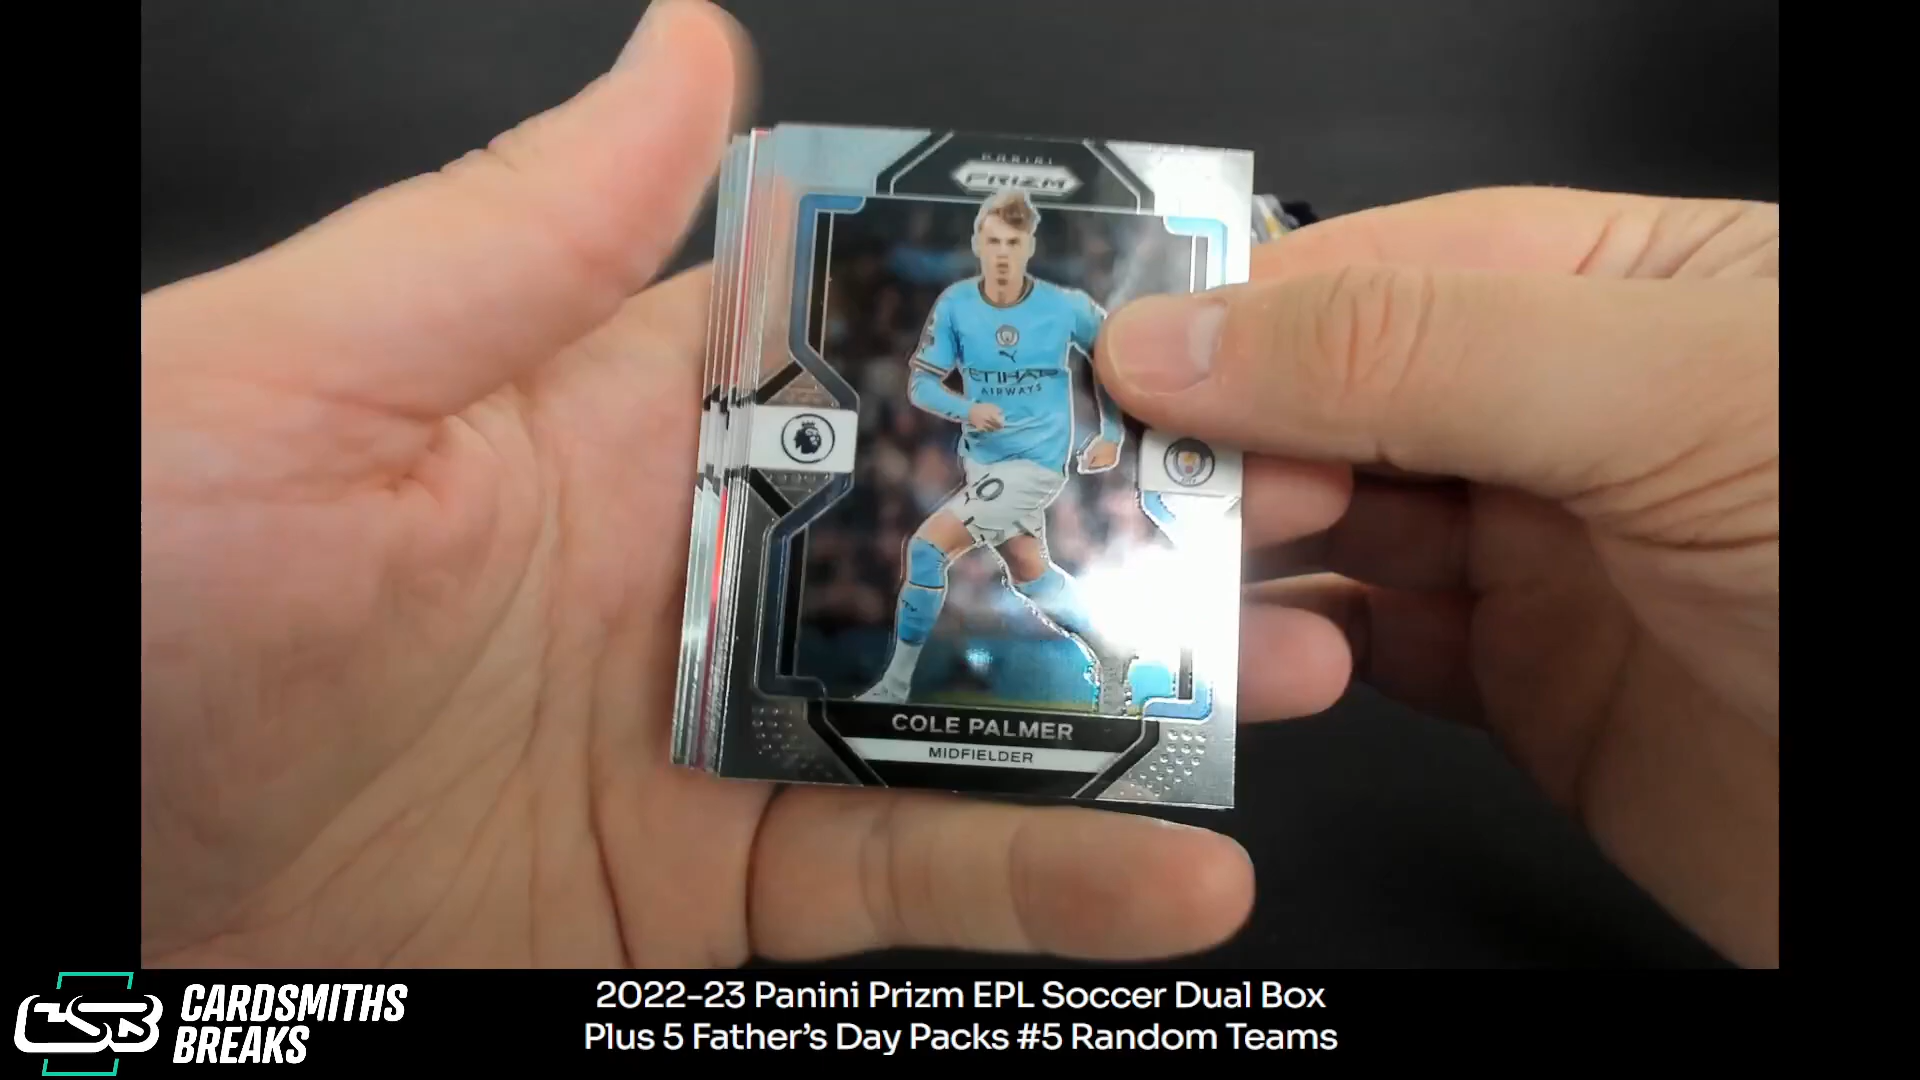 PANINI
PRIZM
ETIHAD
AIRWAYS
COLE PALMER
MIDFIELDER
CSB
CARDSMITHS
BREAKS
2022-23 Panini Prizm EPL Soccer Dual Box
Plus 5 Father's Day Packs #5 Random Teams